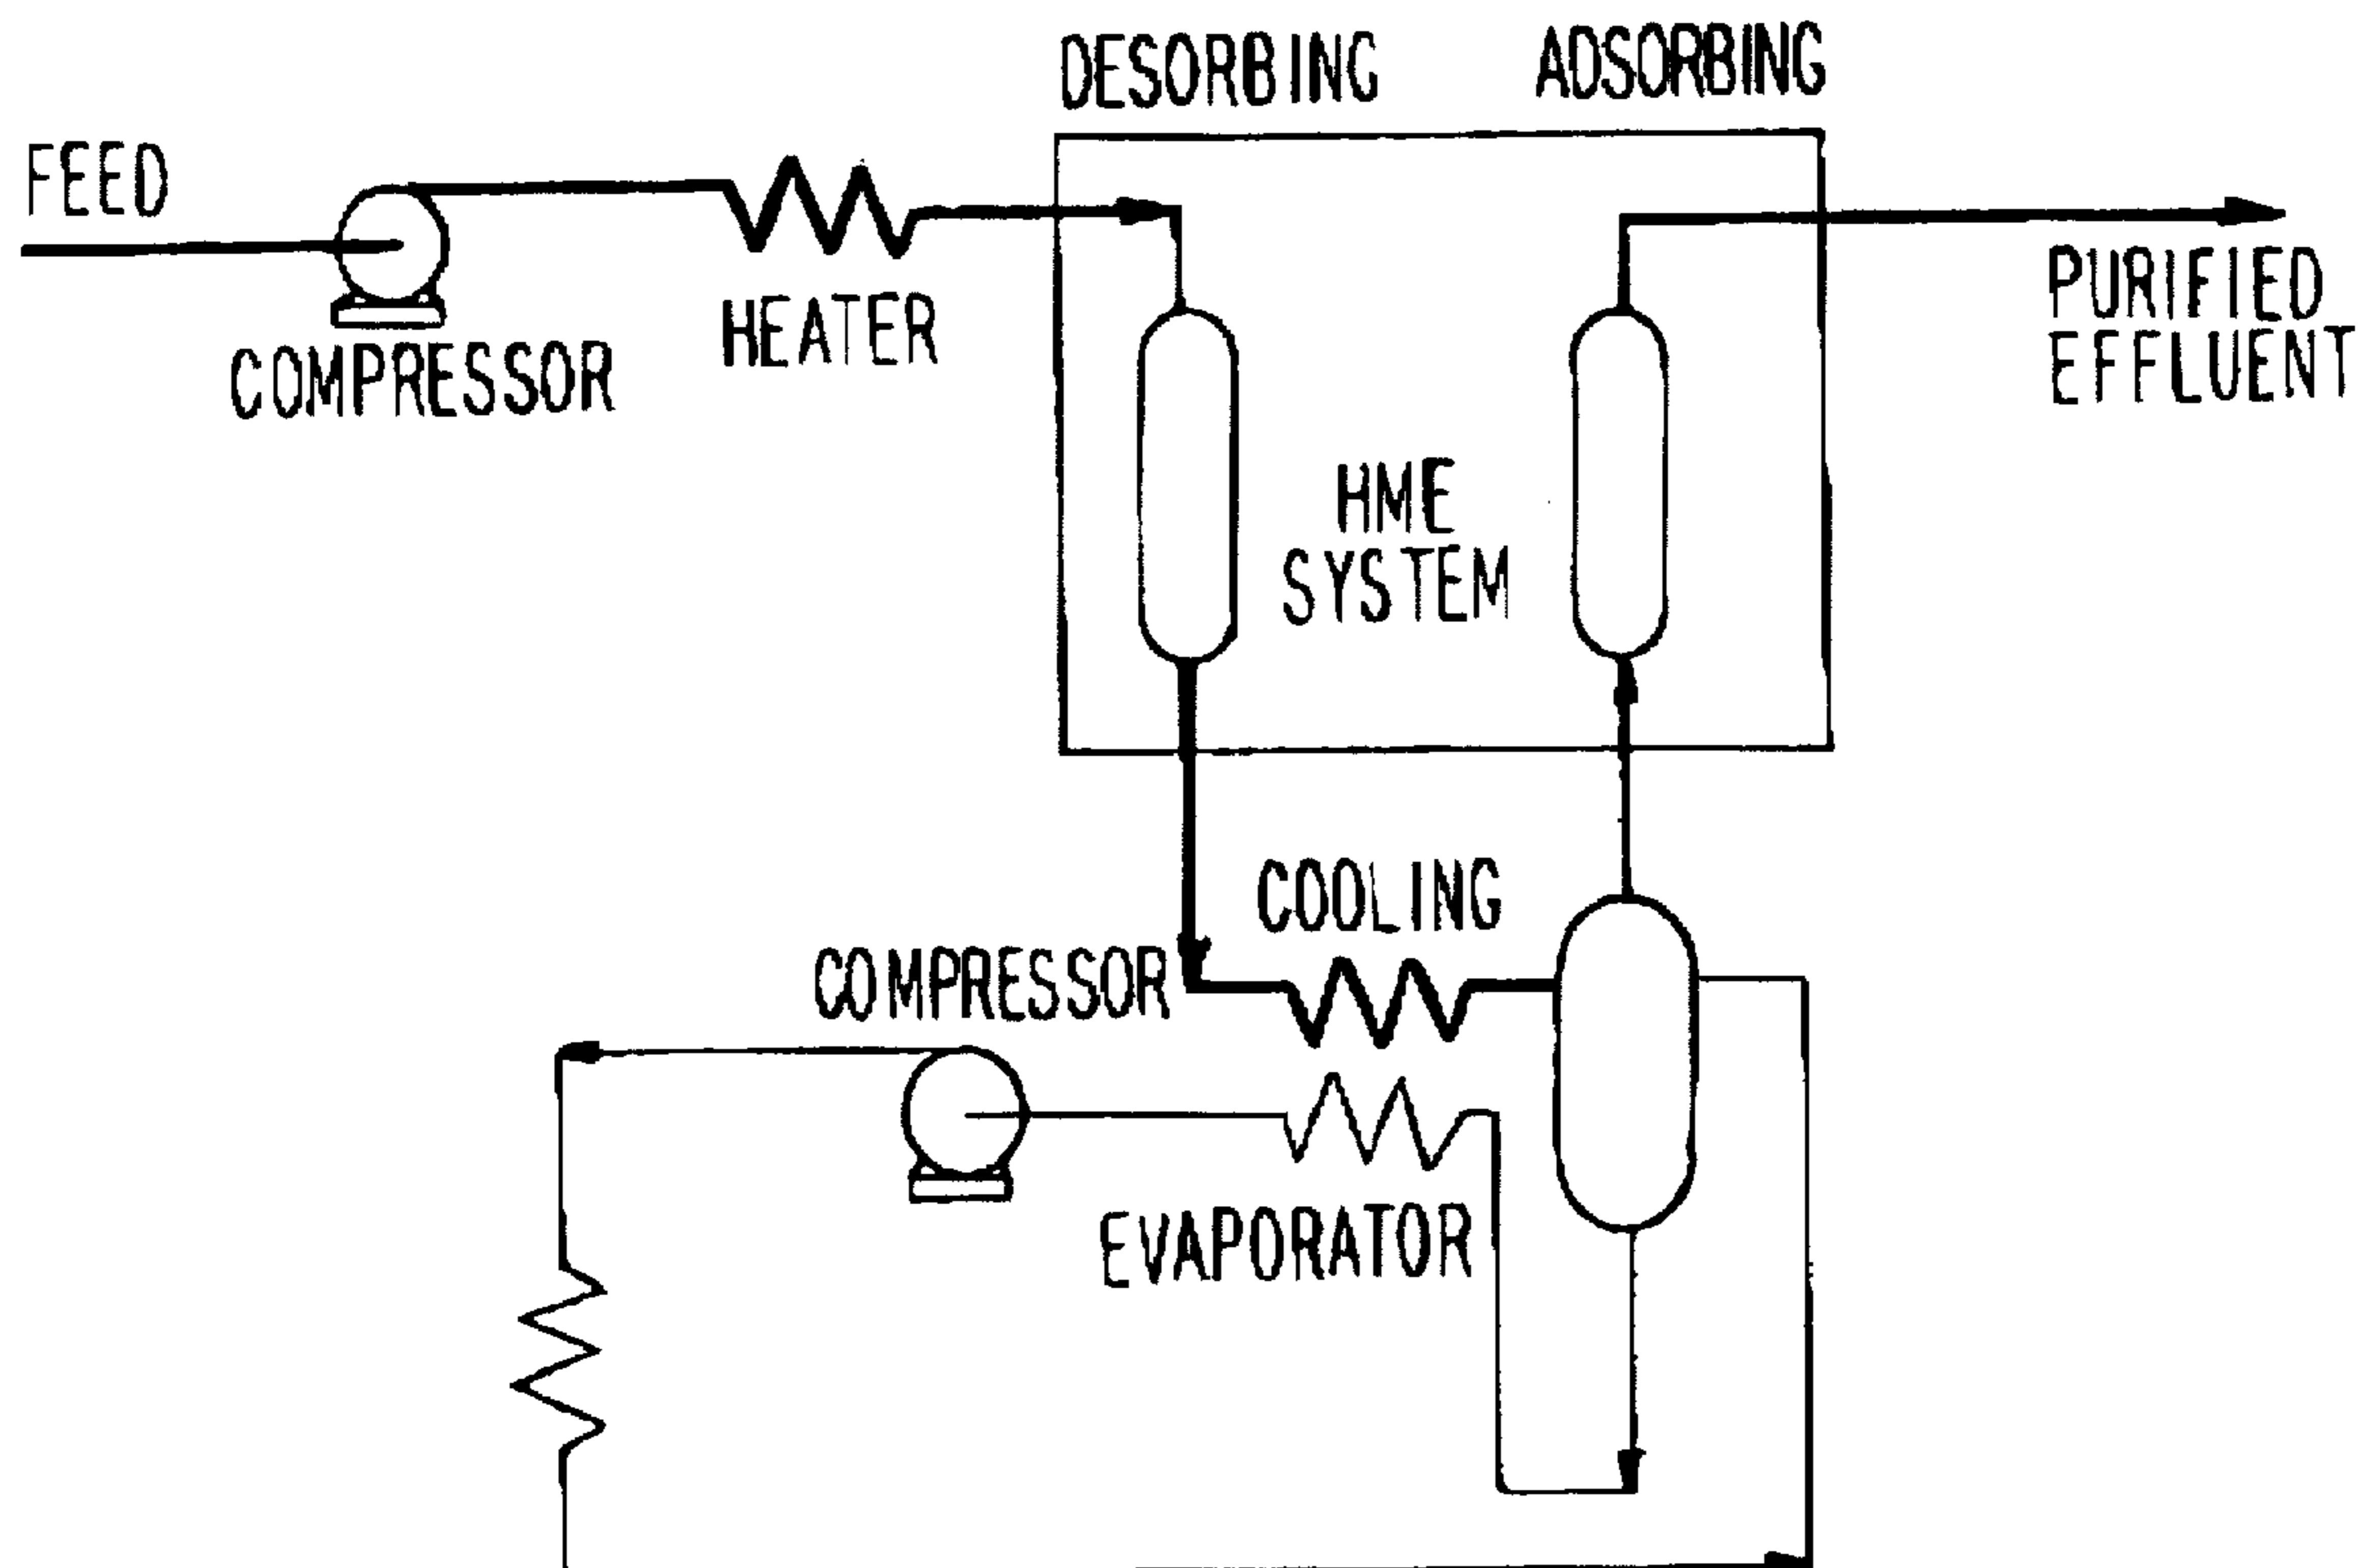 DESORBING
ADSORBING
FEED
COMPRESSOR
HEATER
PURIFIED
EFFLUENT
HME
SYSTEM
COOLING
COMPRESSOR
EVAPORATOR